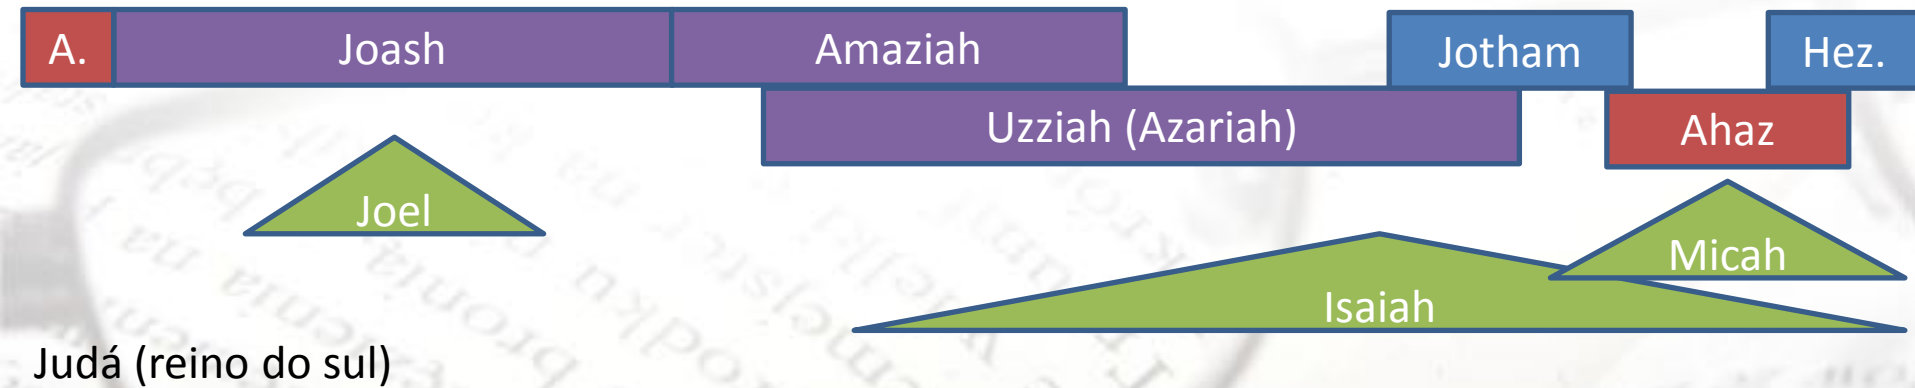 A. Joash Amaziah Jotham Hez.
Uzziah (Azariah) Ahaz
Joel
Micah
Isaiah
Judá (reino do sul)